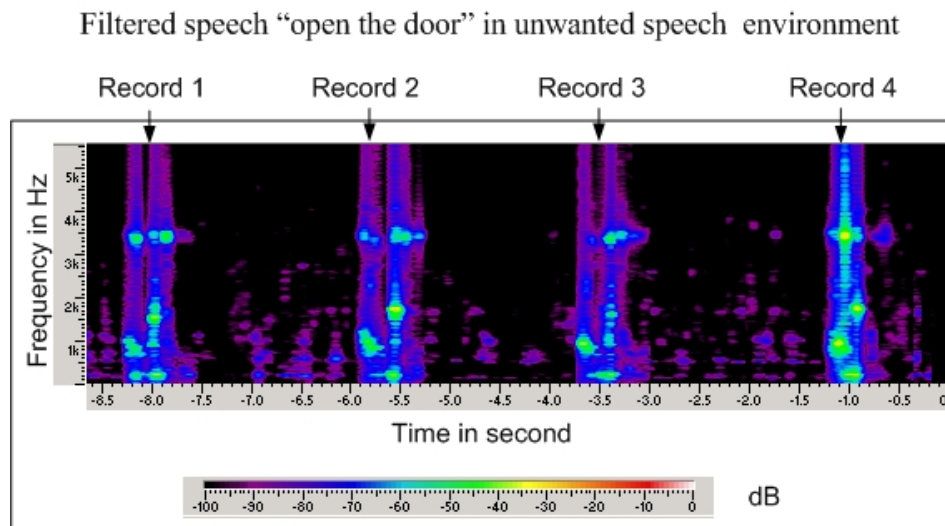 Filtered speech “open the door” in unwanted speech environment
Record 1 Record 2 Record 3 Record 4
Frequency in Hz
5k
4k
3k
2k
1k
-8.5 -8.0 -7.5 -7.0 -6.5 -6.0 -5.5 -5.0 -4.5 -4.0 -3.5 -3.0 -2.5 -2.0 -1.5 -1.0 -0.5 0
Time in second
-100 -90 -80 -70 -60 -50 -40 -30 -20 -10 0
dB